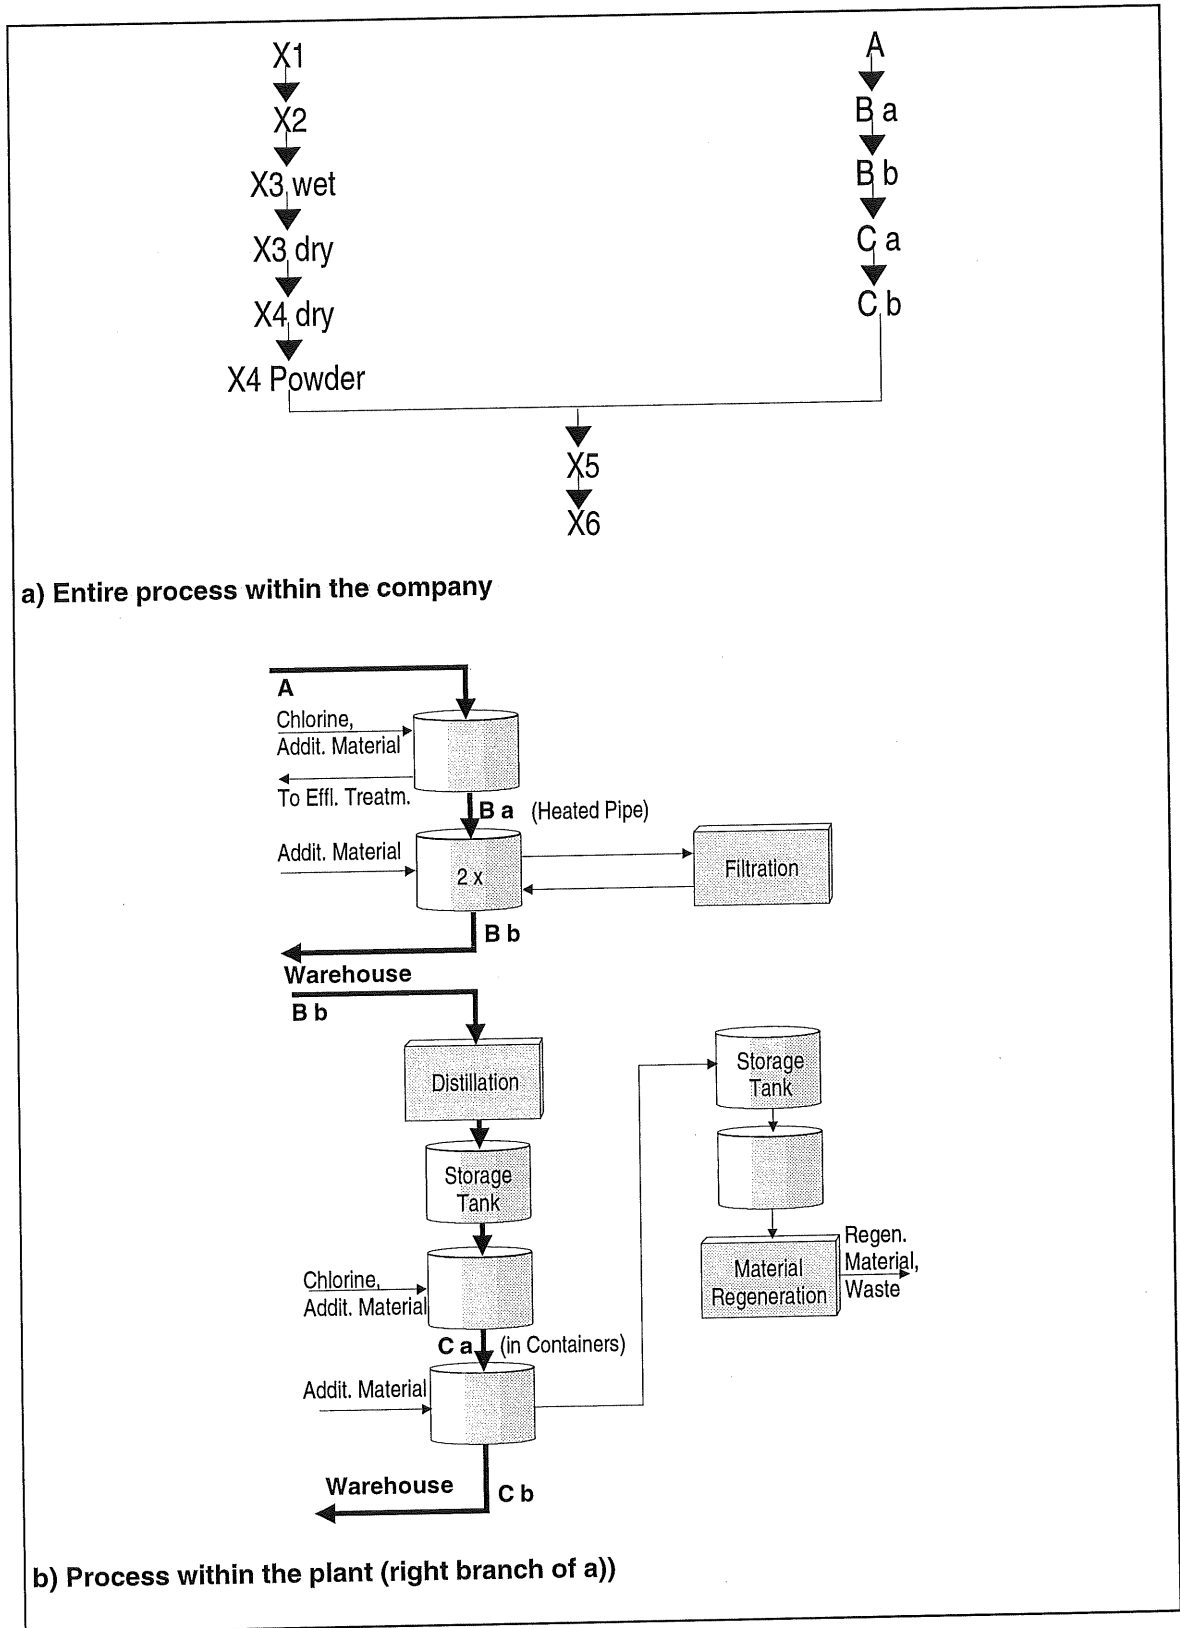 X1
X2
X3 wet
X3 dry
X4 dry
X4 Powder
A
B a
B b
C a
C b
X5
X6
a) Entire process within the company
A
Chlorine,
Addit. Material
To Effl. Treatm.
B a (Heated Pipe)
Addit. Material
2 x
Filtration
B b
Warehouse
B b
Distillation
Storage
Tank
Storage
Tank
Chlorine,
Addit. Material
Material
Regeneration
Regen.
Material,
Waste
C a (in Containers)
Addit. Material
Warehouse
C b
b) Process within the plant (right branch of a))